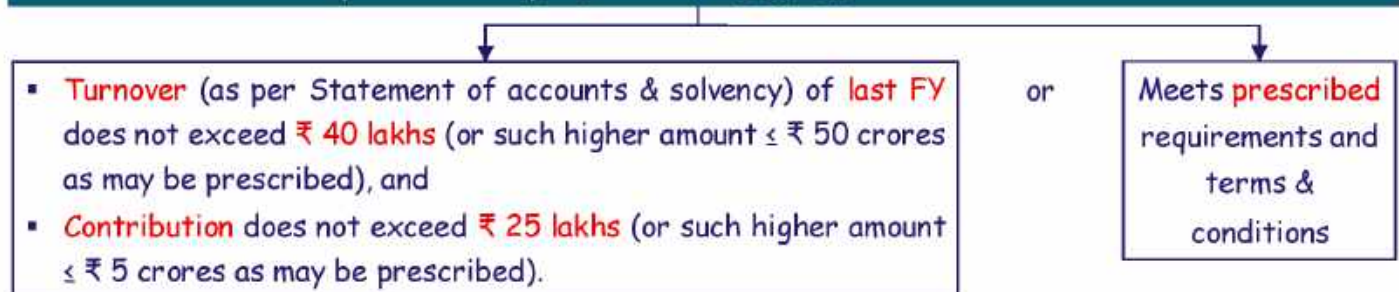 ▪ Turnover (as per Statement of accounts & solvency) of last FY
does not exceed ₹ 40 lakhs (or such higher amount ≤ ₹ 50 crores
as may be prescribed), and
▪ Contribution does not exceed ₹ 25 lakhs (or such higher amount
≤ ₹ 5 crores as may be prescribed).
or
Meets prescribed
requirements and
terms &
conditions